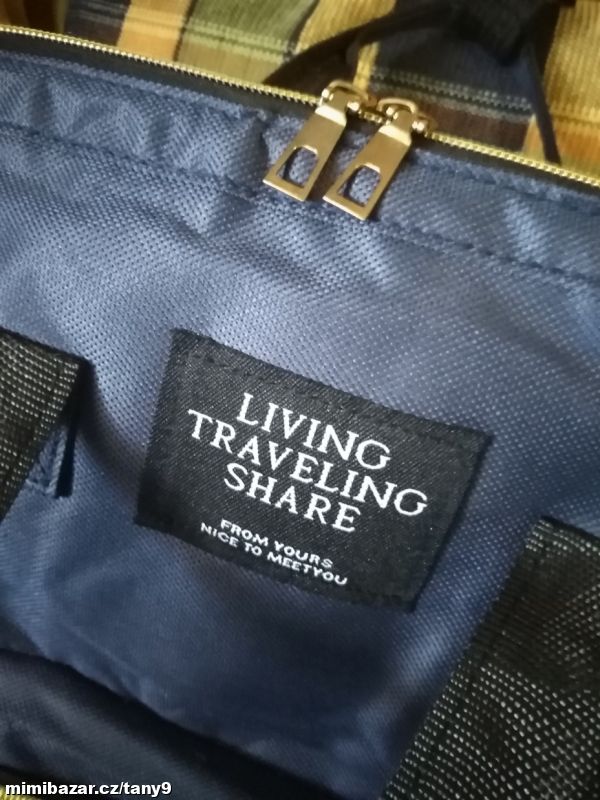 LIVING
TRAVELING
SHARE
FROM YOURS
NICE TO MEETYOU
mimibazar.cz/tany9